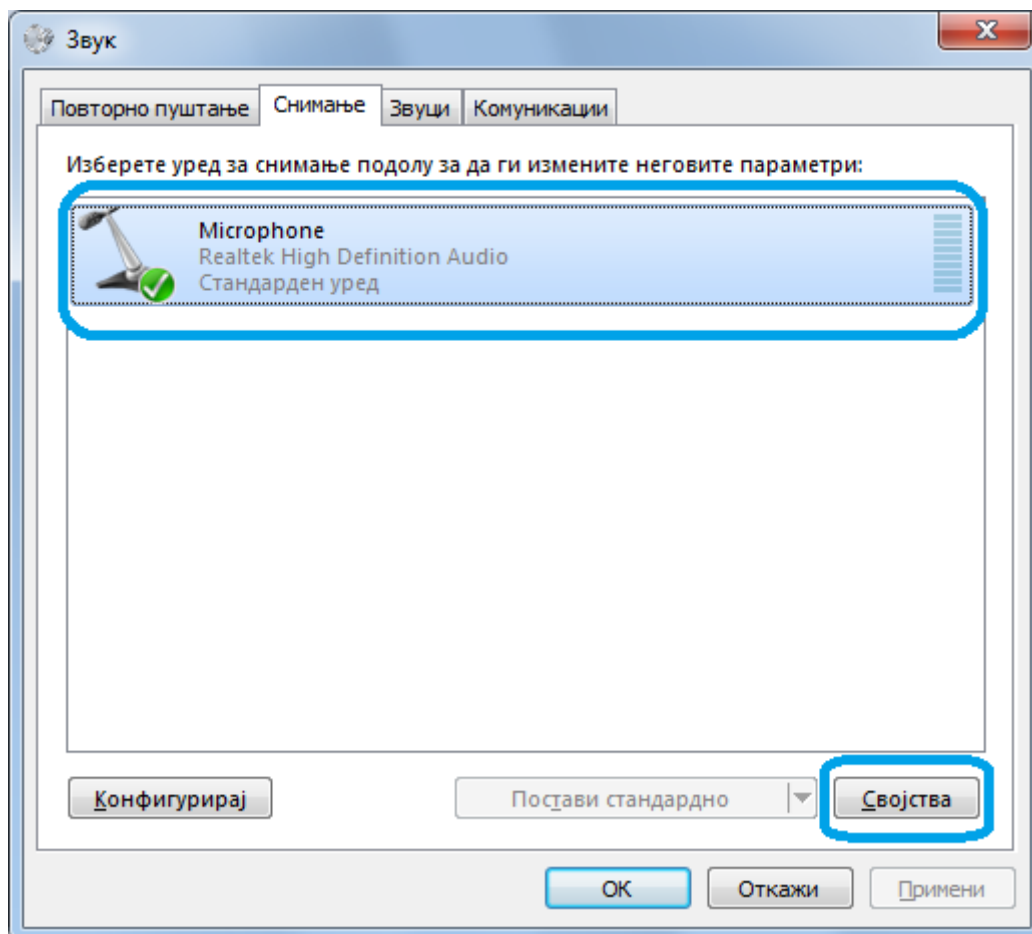 Звук
Повторно пуштање Снимање Звуци Комуникации
Изберете уред за снимање подолу за да ги измените неговите параметри:
Microphone
Realtek High Definition Audio
Стандарден уред
Конфигурирај Постави стандардно Својства
ОК Откажи Примени